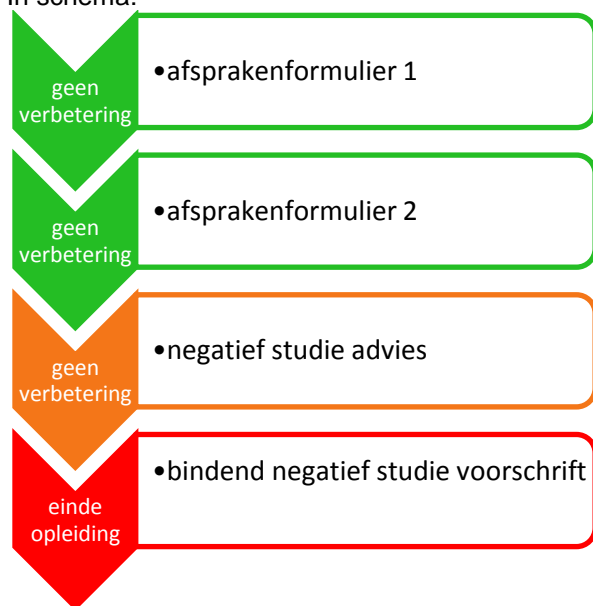 In schema:
•afsprakenformulier 1
geen
verbetering
•afsprakenformulier 2
geen
verbetering
•negatief studie advies
geen
verbetering
•bindend negatief studie voorschrift
einde
opleiding